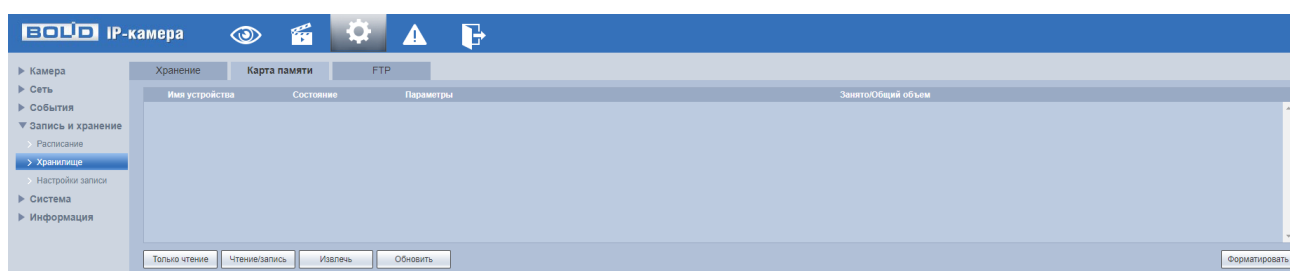 BOLID IP-камера
Камера
Сеть
События
Запись и хранение
Расписание
Хранилище
Настройки записи
Система
Информация
Хранение Карта памяти FTP
Имя устройства Состояние Параметры Занято/Общий объем
Только чтение Чтение/запись Извлечь Обновить Форматировать